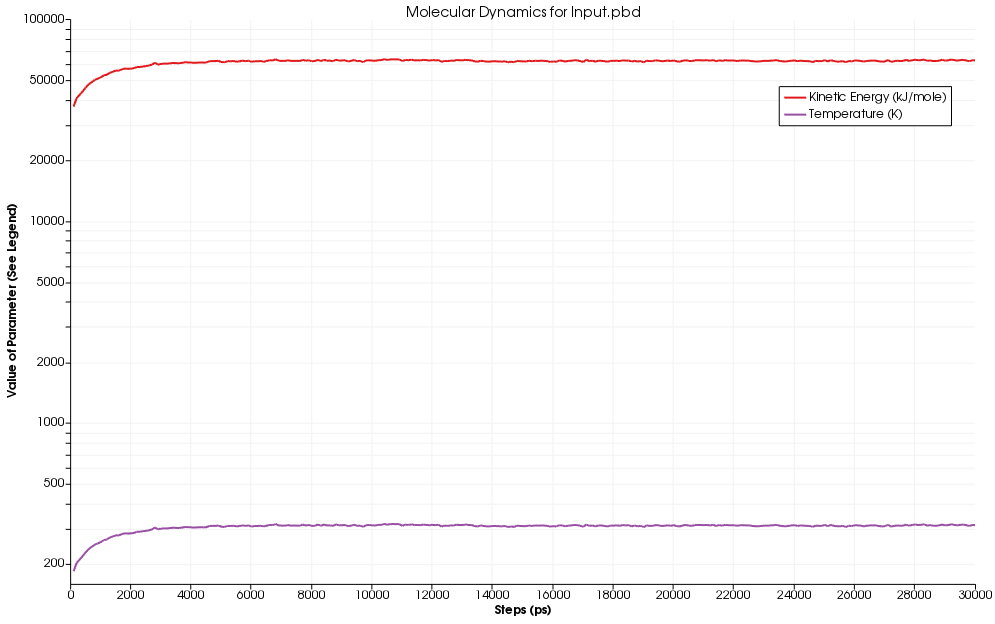 Molecular Dynamics for Input.pbd
100000
50000
20000
10000
5000
2000
1000
500
200
Value of Parameter (See Legend)
Kinetic Energy (kJ/mole)
Temperature (K)
0 2000 4000 6000 8000 10000 12000 14000 16000 18000 20000 22000 24000 26000 28000 30000
Steps (ps)